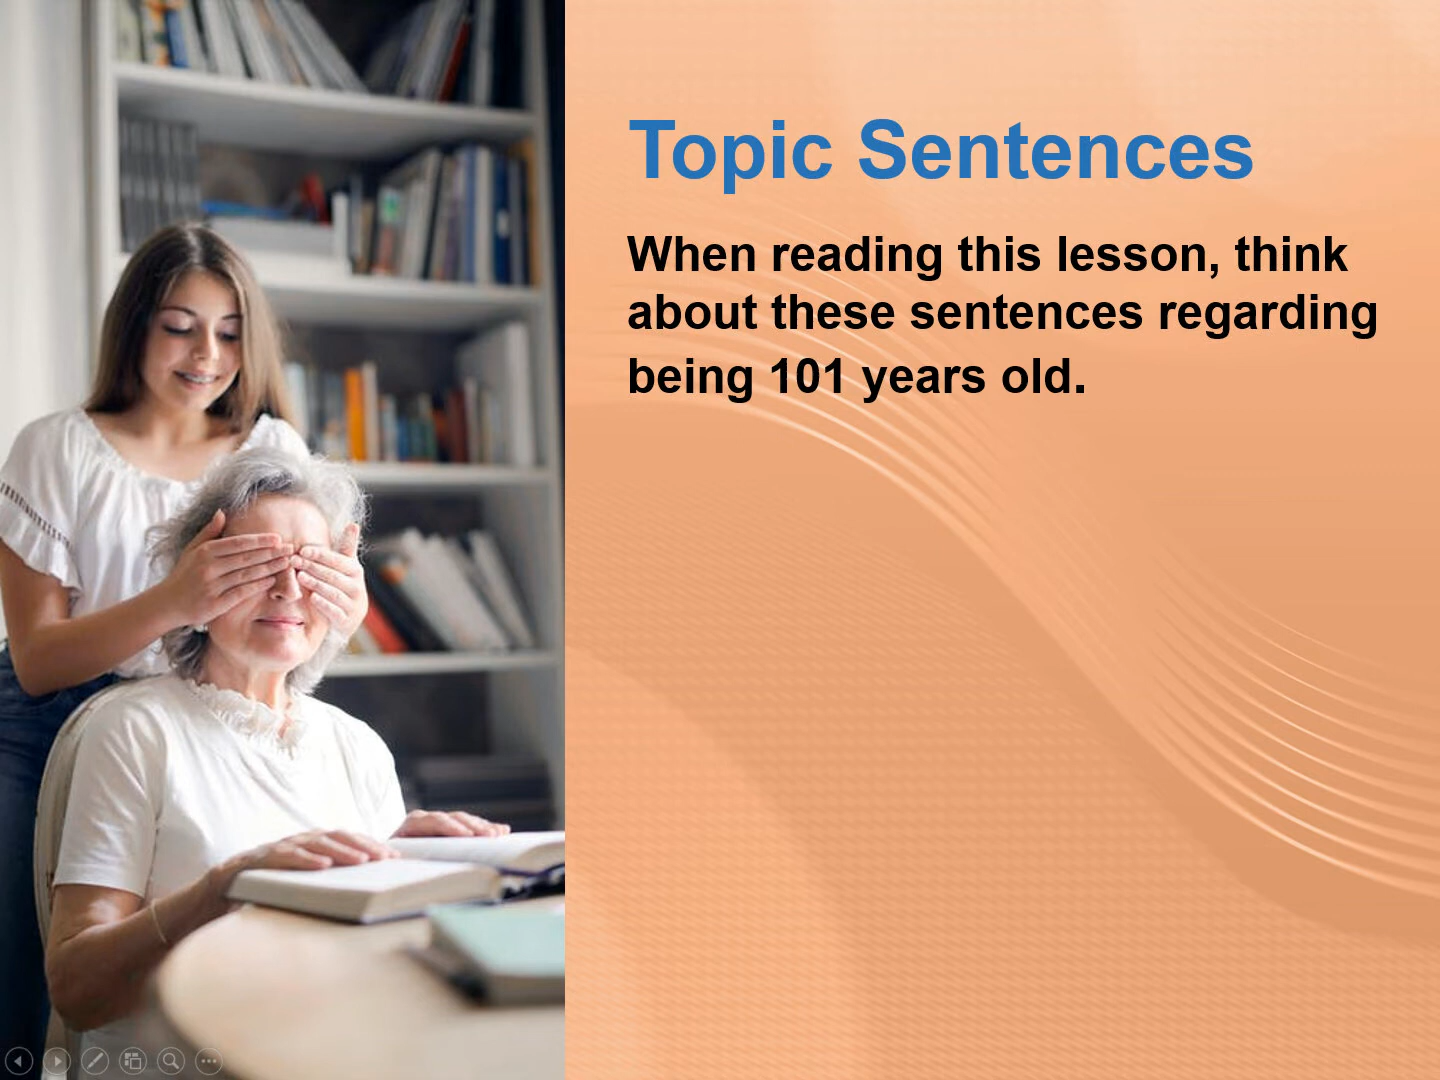 Topic Sentences
When reading this lesson, think
about these sentences regarding
being 101 years old.